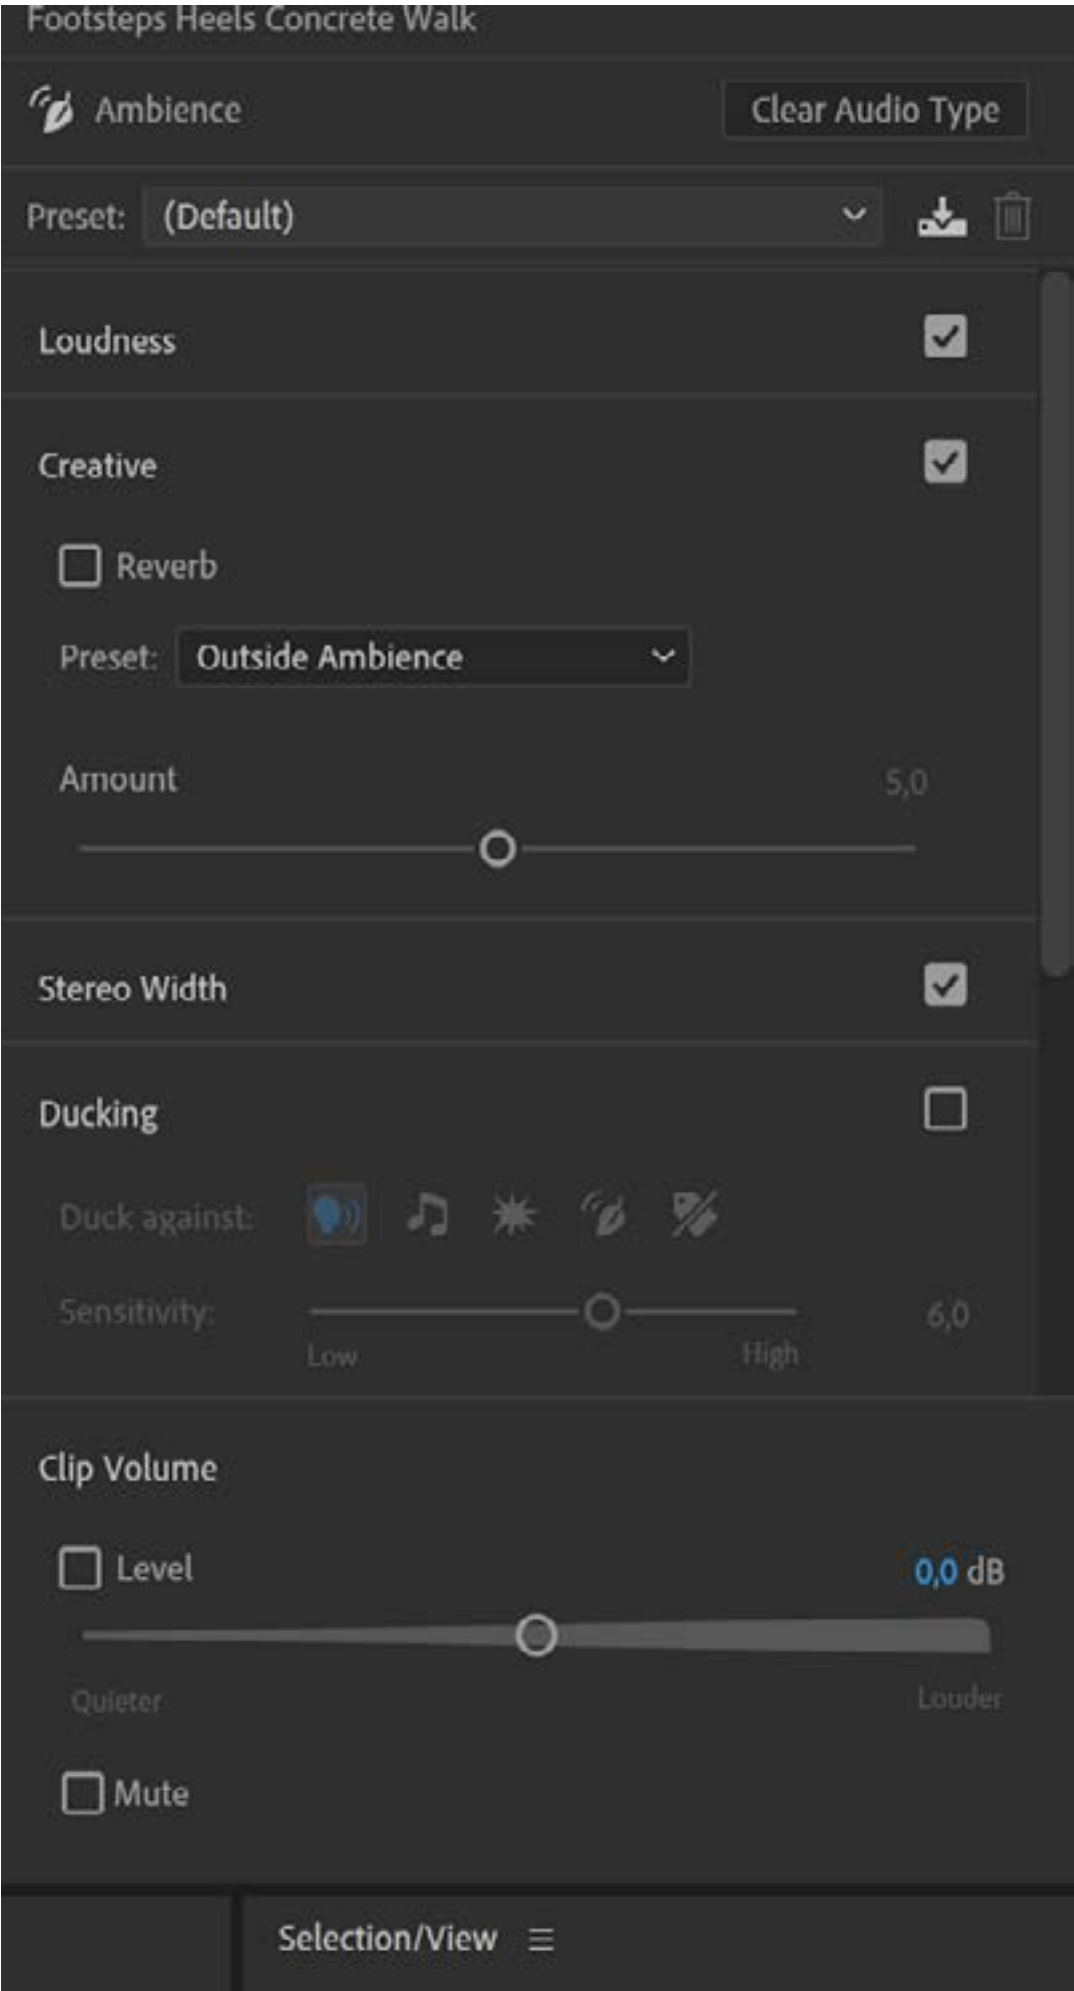 Footsteps Heels Concrete Walk
Ambience Clear Audio Type
Preset: (Default)
Loudness
Creative
Reverb
Preset: Outside Ambience
Amount 5,0
Stereo Width
Ducking
Duck against:
Sensitivity: 6,0
Low High
Clip Volume
Level 0,0 dB
Quieter Louder
Mute
Selection/View